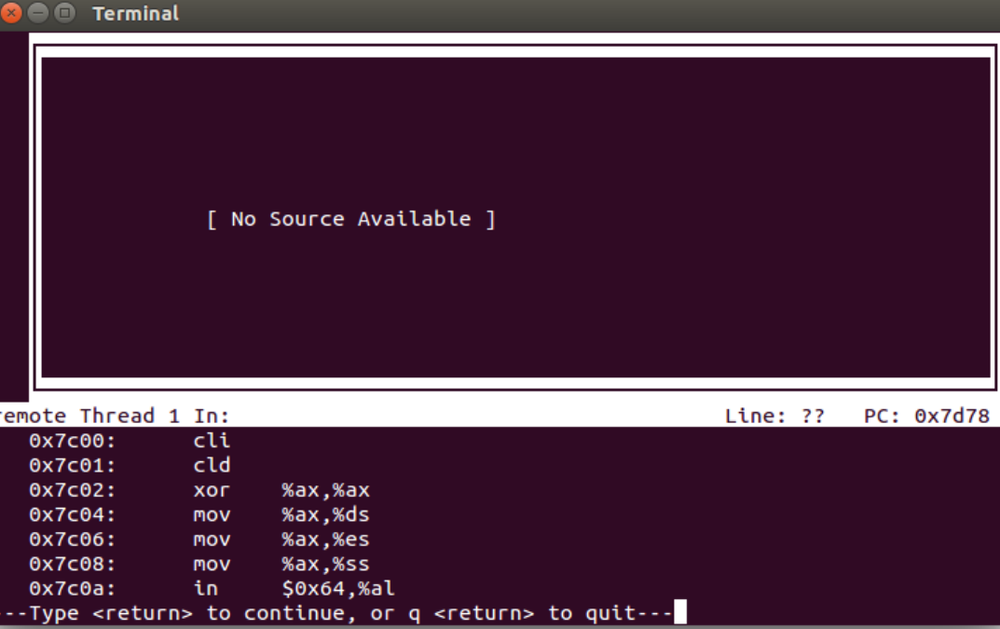 Terminal
[ No Source Available ]
remote Thread 1 In: Line: ?? PC: 0x7d78
0x7c00: cli
0x7c01: cld
0x7c02: xor %ax,%ax
0x7c04: mov %ax,%ds
0x7c06: mov %ax,%es
0x7c08: mov %ax,%ss
0x7c0a: in $0x64,%al
---Type <return> to continue, or q <return> to quit---